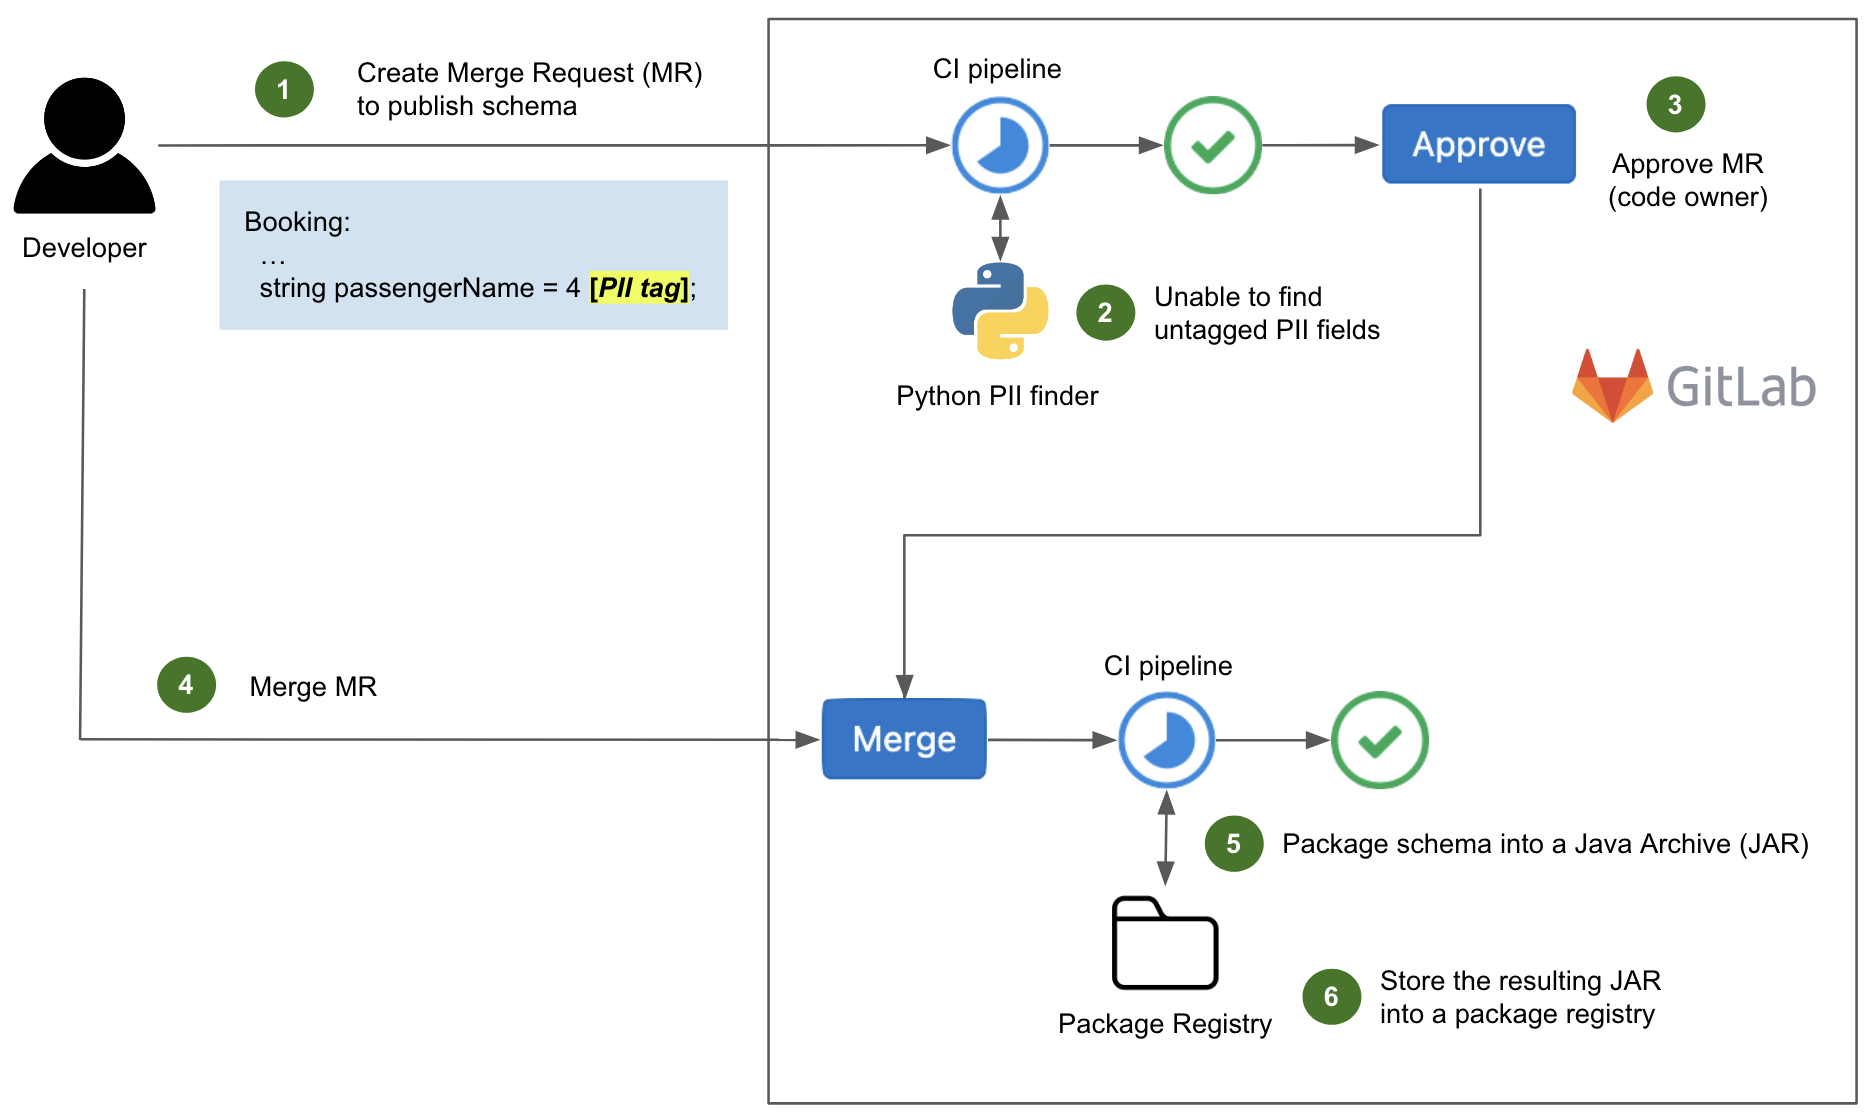 CI pipeline
1
Create Merge Request (MR)
to publish schema
Approve
3
Approve MR
(code owner)
Developer
Booking:
…
string passengerName = 4 [PII tag];
2
Unable to find
untagged PII fields
Python PII finder
GitLab
4
Merge MR
Merge
CI pipeline
5
Package schema into a Java Archive (JAR)
Package Registry
6
Store the resulting JAR
into a package registry